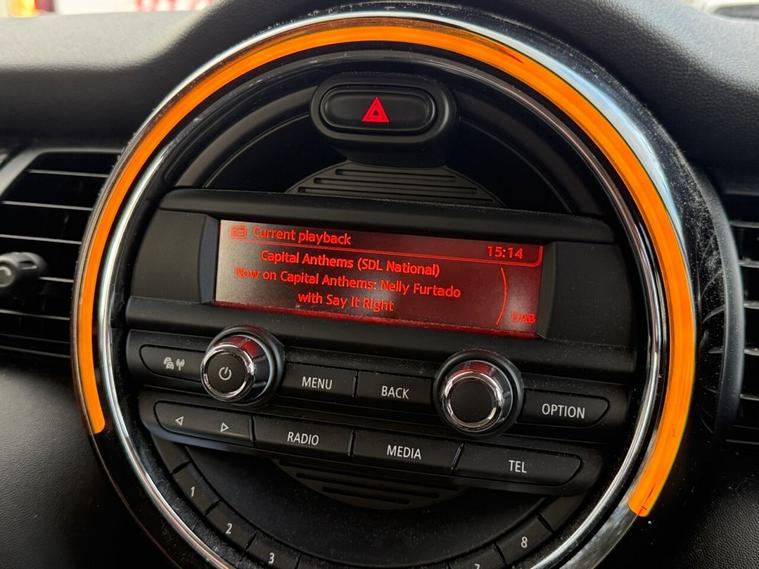 Current playback 15:14
Capital Anthems (SDL National)
Now on Capital Anthems: Nelly Furtado
with Say It Right
DAB
MENU BACK
OPTION
RADIO MEDIA TEL
1
2
3
7
8